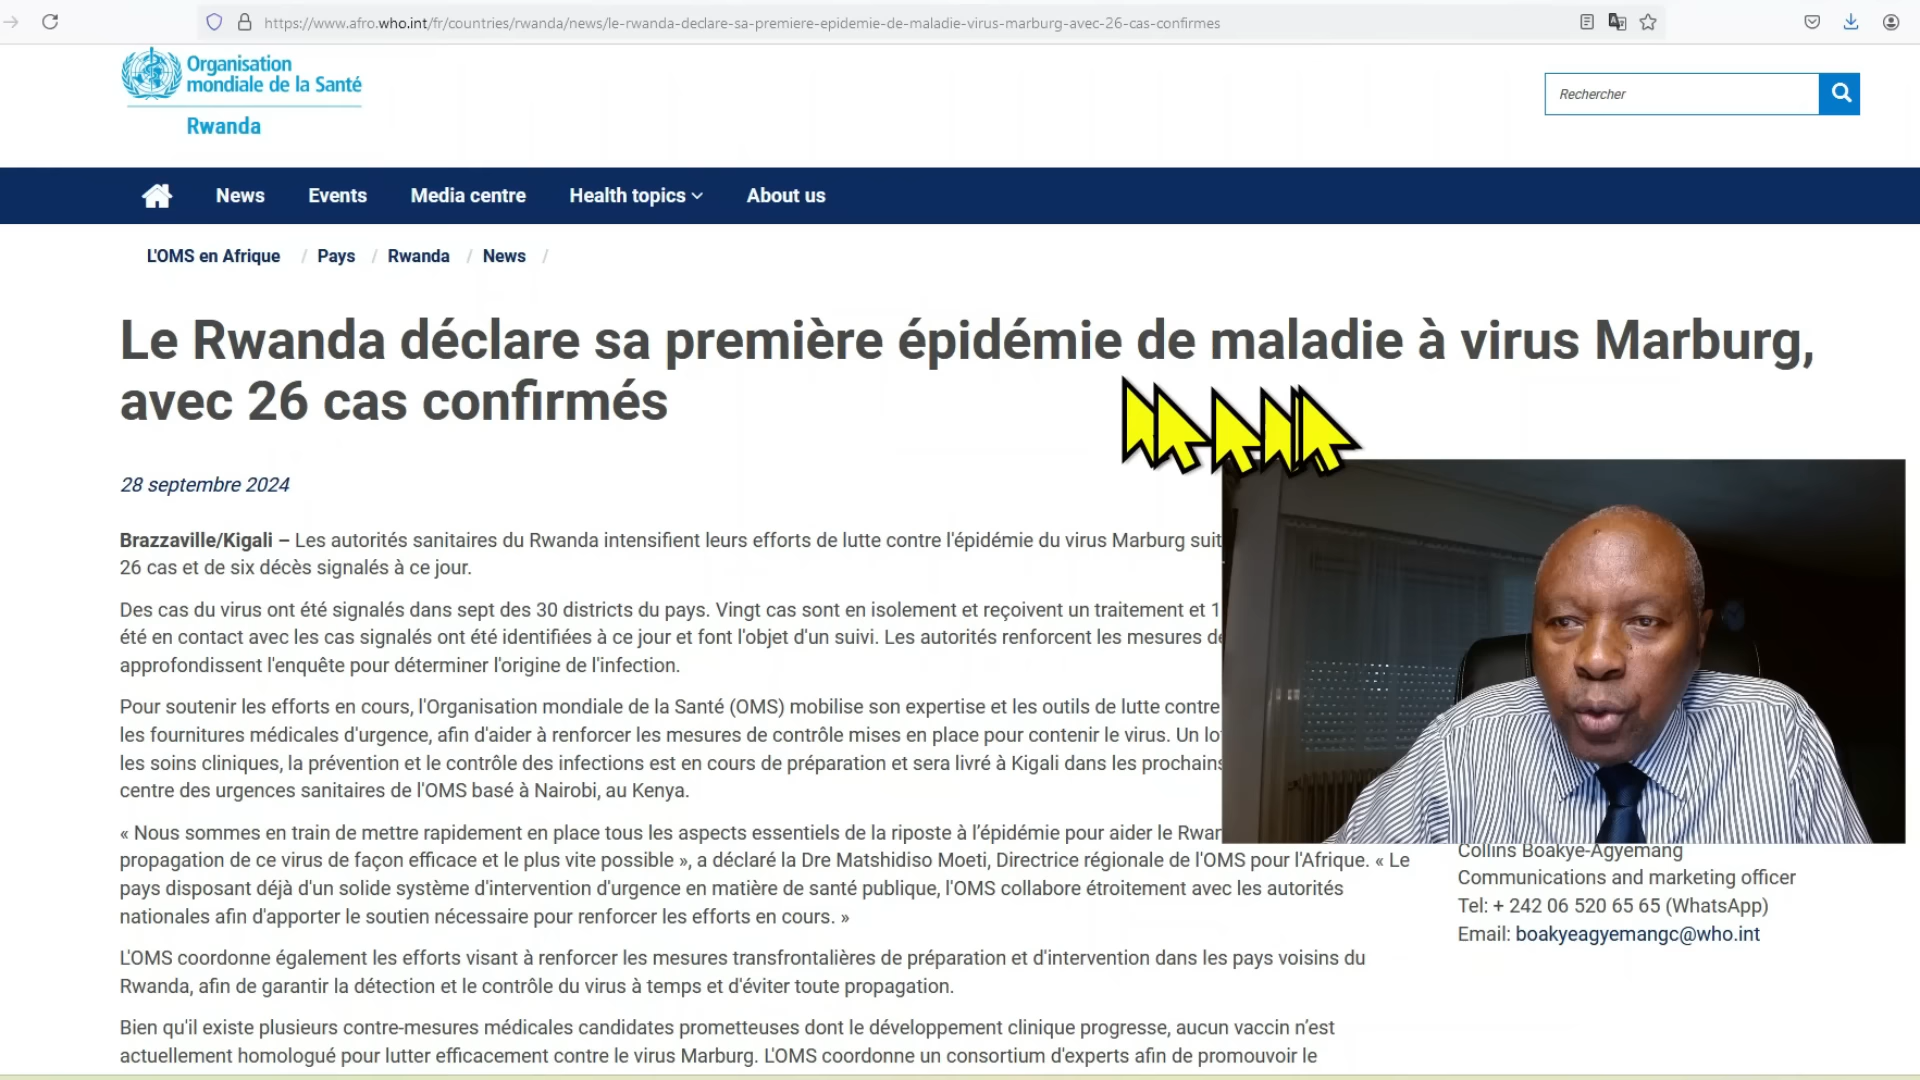 https://www.afro.who.int/fr/countries/rwanda/news/le-rwanda-declare-sa-premiere-epidemie-de-maladie-virus-marburg-avec-26-cas-confirmes
Organisation
mondiale de la Santé
Rwanda
Rechercher
News Events Media centre Health topics About us
L'OMS en Afrique / Pays / Rwanda / News /
Le Rwanda déclare sa première épidémie de maladie à virus Marburg,
avec 26 cas confirmés
28 septembre 2024
Brazzaville/Kigali – Les autorités sanitaires du Rwanda intensifient leurs efforts de lutte contre l'épidémie du virus Marburg suit
26 cas et de six décès signalés à ce jour.
Des cas du virus ont été signalés dans sept des 30 districts du pays. Vingt cas sont en isolement et reçoivent un traitement et 1
été en contact avec les cas signalés ont été identifiées à ce jour et font l'objet d'un suivi. Les autorités renforcent les mesures de
approfondissent l'enquête pour déterminer l'origine de l'infection.
Pour soutenir les efforts en cours, l'Organisation mondiale de la Santé (OMS) mobilise son expertise et les outils de lutte contre
les fournitures médicales d'urgence, afin d'aider à renforcer les mesures de contrôle mises en place pour contenir le virus. Un lo
les soins cliniques, la prévention et le contrôle des infections est en cours de préparation et sera livré à Kigali dans les prochains
centre des urgences sanitaires de l'OMS basé à Nairobi, au Kenya.
« Nous sommes en train de mettre rapidement en place tous les aspects essentiels de la riposte à l'épidémie pour aider le Rwan
propagation de ce virus de façon efficace et le plus vite possible », a déclaré la Dre Matshidiso Moeti, Directrice régionale de l'OMS pour l'Afrique. « Le
pays disposant déjà d'un solide système d'intervention d'urgence en matière de santé publique, l'OMS collabore étroitement avec les autorités
nationales afin d'apporter le soutien nécessaire pour renforcer les efforts en cours. »
L'OMS coordonne également les efforts visant à renforcer les mesures transfrontalières de préparation et d'intervention dans les pays voisins du
Rwanda, afin de garantir la détection et le contrôle du virus à temps et d'éviter toute propagation.
Bien qu'il existe plusieurs contre-mesures médicales candidates prometteuses dont le développement clinique progresse, aucun vaccin n'est
actuellement homologué pour lutter efficacement contre le virus Marburg. L'OMS coordonne un consortium d'experts afin de promouvoir le
Collins Boakye-Agyemang
Communications and marketing officer
Tel: + 242 06 520 65 65 (WhatsApp)
Email: boakyeagyemangc@who.int